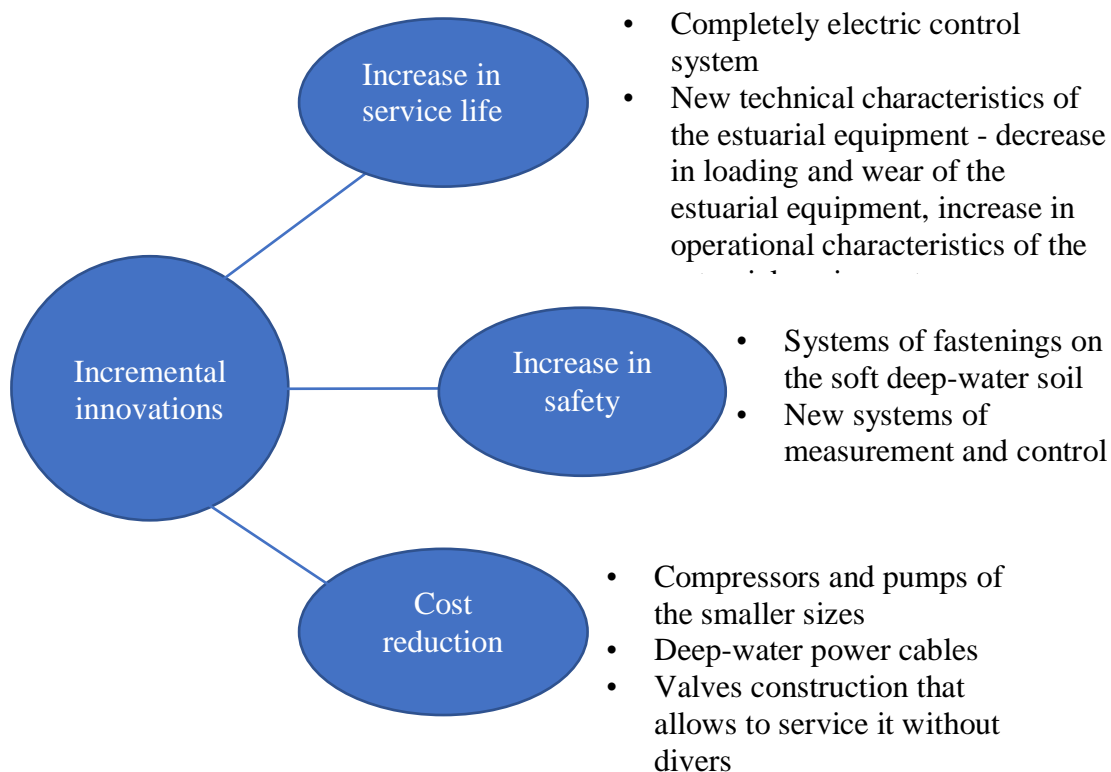 Incremental
innovations
Increase in
service life
• Completely electric control
system
• New technical characteristics of
the estuarial equipment - decrease
in loading and wear of the
estuarial equipment, increase in
operational characteristics of the
Increase in
safety
• Systems of fastenings on
the soft deep-water soil
• New systems of
measurement and control
Cost
reduction
• Compressors and pumps of
the smaller sizes
• Deep-water power cables
• Valves construction that
allows to service it without
divers